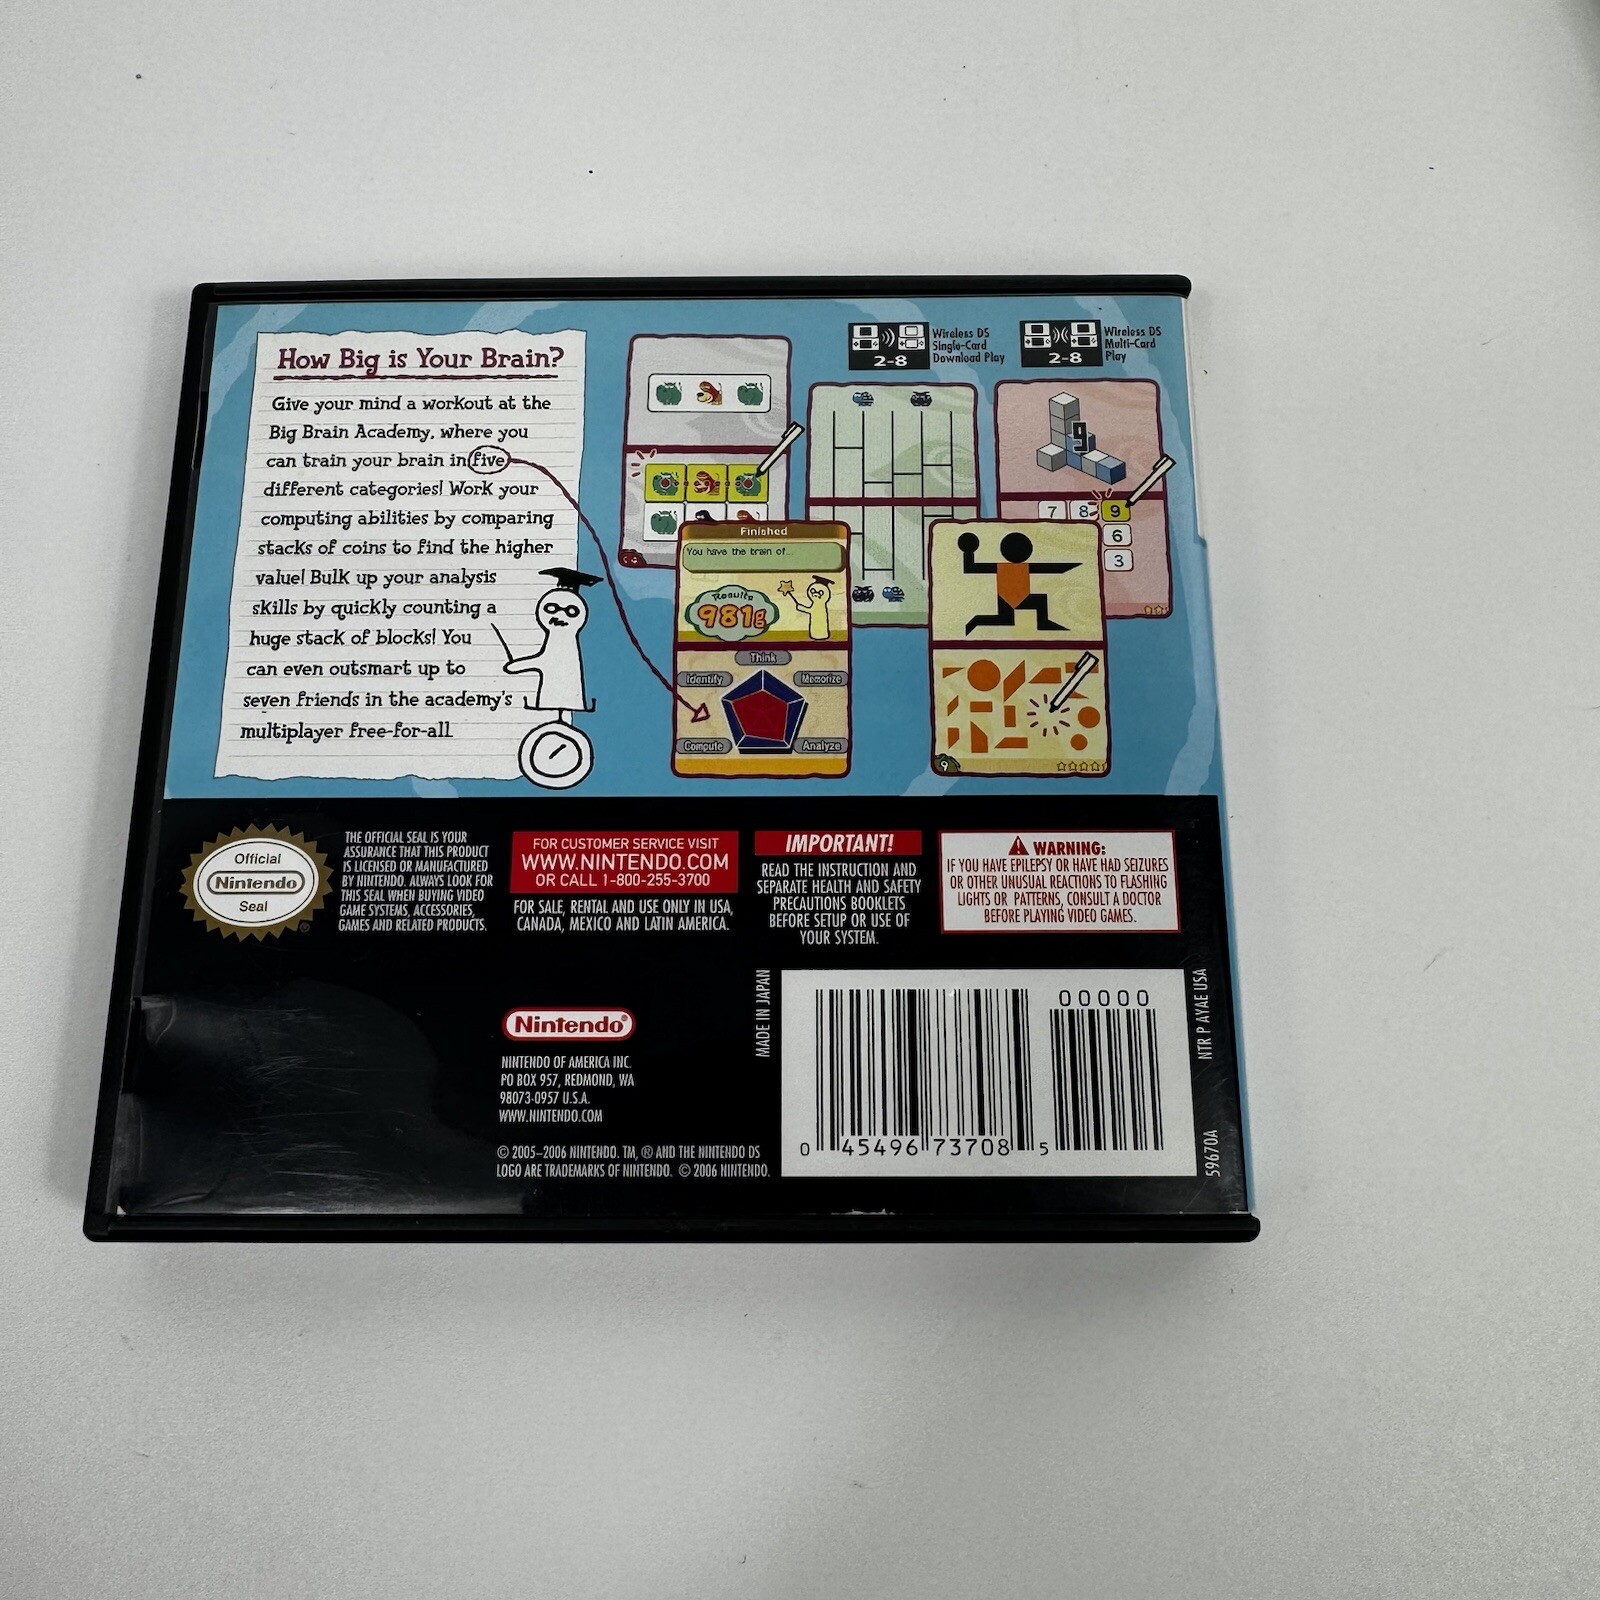 How Big is Your Brain?
Give your mind a workout at the
Big Brain Academy, where you
can train your brain in five
different categories! Work your
computing abilities by comparing
stacks of coins to find the higher
value! Bulk up your analysis
skills by quickly counting a
huge stack of blocks! You
can even outsmart up to
seven friends in the academy's
multiplayer free-for-all.
2-8
Wireless DS
Single-Card
Download Play
2-8
Wireless DS
Multi-Card
Play
9
7 8 9
6
3
Finished
You have the brain of...
Results
981g
Think
Identify
Memorize
Compute
Analyze
9
Official
Nintendo
Seal
THE OFFICIAL SEAL IS YOUR
ASSURANCE THAT THIS PRODUCT
IS LICENSED OR MANUFACTURED
BY NINTENDO. ALWAYS LOOK FOR
THIS SEAL WHEN BUYING VIDEO
GAME SYSTEMS, ACCESSORIES,
GAMES AND RELATED PRODUCTS.
FOR CUSTOMER SERVICE VISIT
WWW.NINTENDO.COM
OR CALL 1-800-255-3700
FOR SALE, RENTAL AND USE ONLY IN USA,
CANADA, MEXICO AND LATIN AMERICA.
IMPORTANT!
READ THE INSTRUCTION AND
SEPARATE HEALTH AND SAFETY
PRECAUTIONS BOOKLETS
BEFORE SETUP OR USE OF
YOUR SYSTEM.
WARNING:
IF YOU HAVE EPILEPSY OR HAVE HAD SEIZURES
OR OTHER UNUSUAL REACTIONS TO FLASHING
LIGHTS OR PATTERNS, CONSULT A DOCTOR
BEFORE PLAYING VIDEO GAMES.
Nintendo®
NINTENDO OF AMERICA INC.
PO BOX 957, REDMOND, WA
98073-0957 U.S.A.
WWW.NINTENDO.COM
© 2005–2006 NINTENDO. TM, ® AND THE NINTENDO DS
LOGO ARE TRADEMARKS OF NINTENDO. © 2006 NINTENDO.
MADE IN JAPAN
00000
0 45496 73708 5
NTR P AYAE USA
59670A